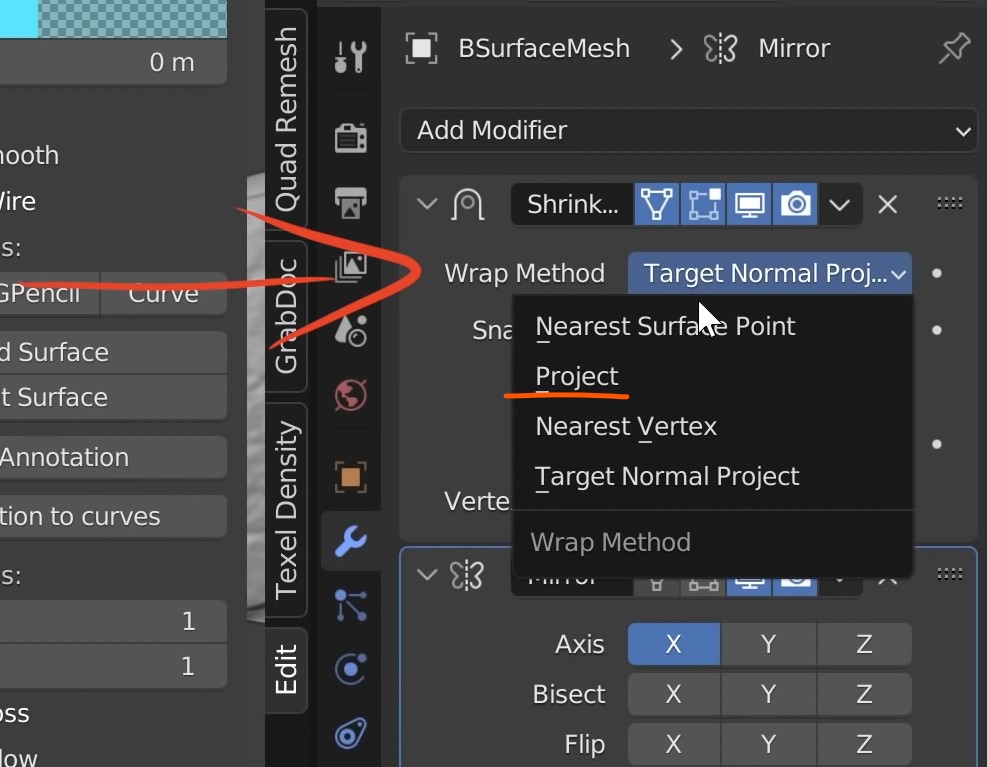 0 m
nooth
Wire
s:
GPencil
Curve
d Surface
t Surface
Annotation
tion to curves
s:
1
1
oss
low
Quad Remesh
GrabDoc
Texel Density
Edit
BSurfaceMesh > Mirror
Add Modifier
Shrink...
Wrap Method
Target Normal Proj...
Sna
Nearest Surface Point
Project
Nearest Vertex
Target Normal Project
Verte
Wrap Method
Mirror
Axis X Y Z
Bisect X Y Z
Flip X Y Z